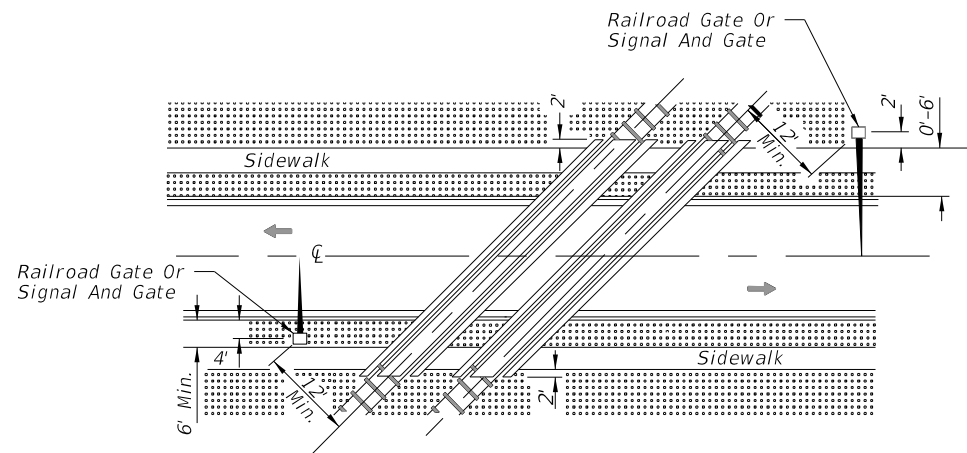 Railroad Gate Or
Signal And Gate
2'
2'
0'-6'
12'
Min.
Sidewalk
℄
Railroad Gate Or
Signal And Gate
Sidewalk
4'
6' Min.
12'
Min.
2'